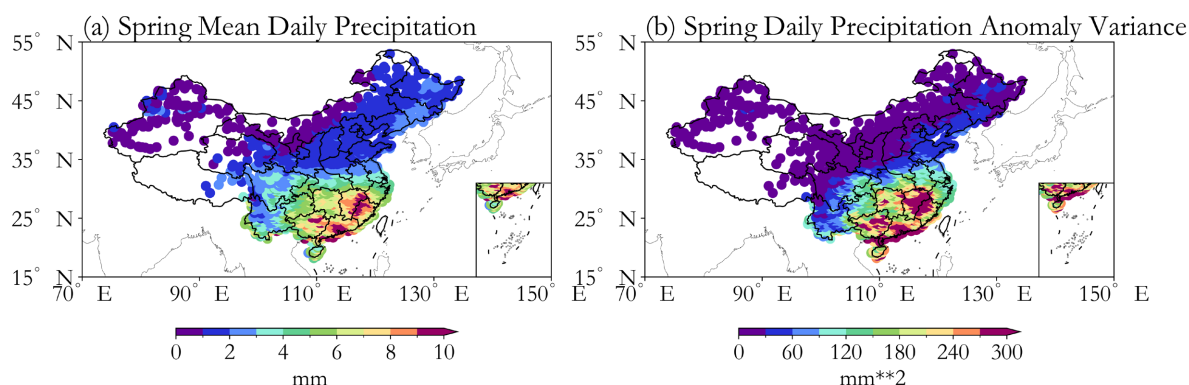 (a) Spring Mean Daily Precipitation
(b) Spring Daily Precipitation Anomaly Variance
55° N
45° N
35° N
25° N
15° N
70° E 90° E 110° E 130° E 150° E
0 2 4 6 8 10
mm
55° N
45° N
35° N
25° N
15° N
70° E 90° E 110° E 130° E 150° E
0 60 120 180 240 300
mm**2